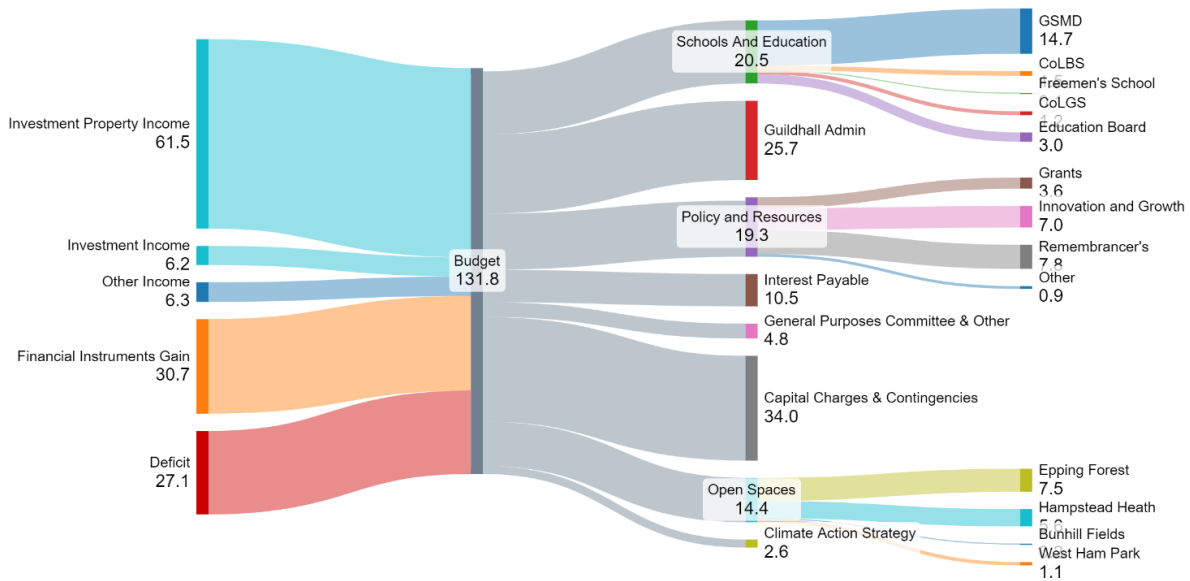 Investment Property Income
61.5
Investment Income
6.2
Other Income
6.3
Financial Instruments Gain
30.7
Deficit
27.1
Budget
131.8
Schools And Education
20.5
Guildhall Admin
25.7
Policy and Resources
19.3
Interest Payable
10.5
General Purposes Committee & Other
4.8
Capital Charges & Contingencies
34.0
Open Spaces
14.4
Climate Action Strategy
2.6
GSMD
14.7
CoLBS
Freemen's School
CoLGS
1.2
Education Board
3.0
Grants
3.6
Innovation and Growth
7.0
Remembrancer's
7.8
Other
0.9
Epping Forest
7.5
Hampstead Heath
5.6
Bunhill Fields
West Ham Park
1.1